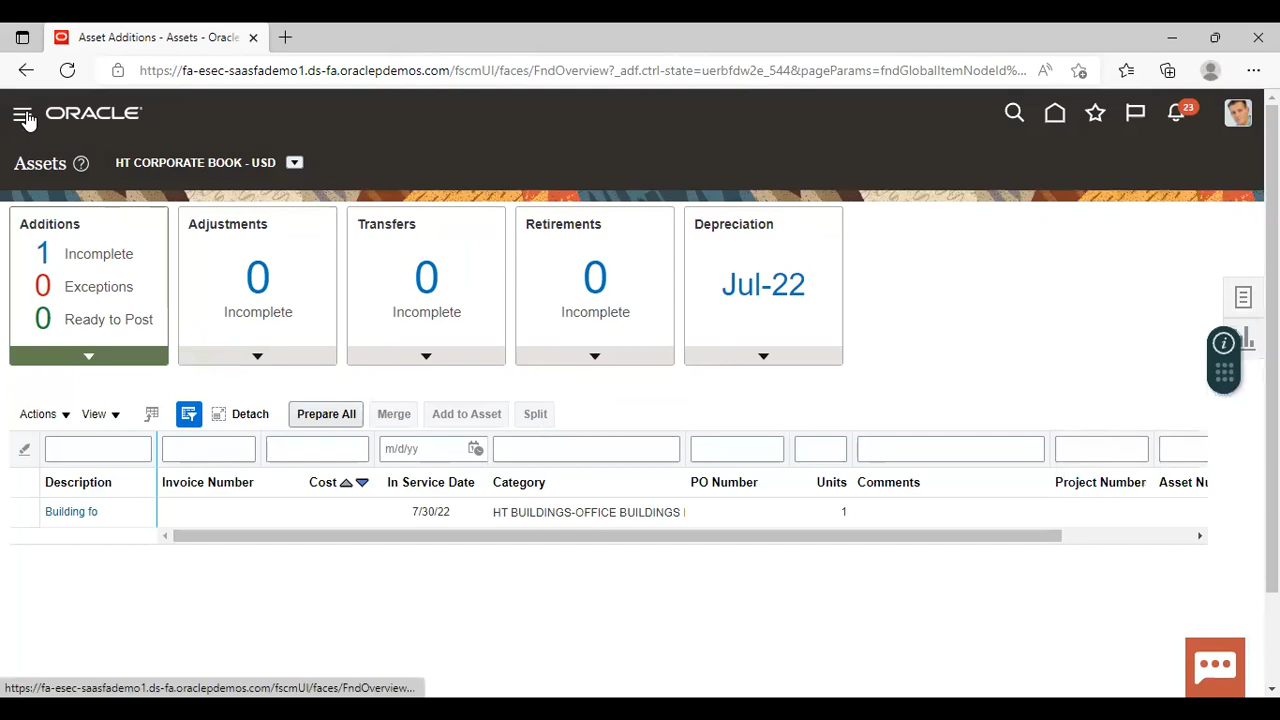 Asset Additions - Assets - Oracle
https://fa-esec-saasfademo1.ds-fa.oraclepdemos.com/fscmUI/faces/FndOverview?_adf.ctrl-state=uerbfdw2e_544&pageParams=fndGlobalItemNodeId%...
ORACLE
23
Assets ? HT CORPORATE BOOK - USD
Additions
1 Incomplete
0 Exceptions
0 Ready to Post
Adjustments
0
Incomplete
Transfers
0
Incomplete
Retirements
0
Incomplete
Depreciation
Jul-22
Actions View Detach Prepare All Merge Add to Asset Split
m/d/yy
Description Invoice Number Cost In Service Date Category PO Number Units Comments Project Number Asset Nu
Building fo 7/30/22 HT BUILDINGS-OFFICE BUILDINGS 1
https://fa-esec-saasfademo1.ds-fa.oraclepdemos.com/fscmUI/faces/FndOverview...